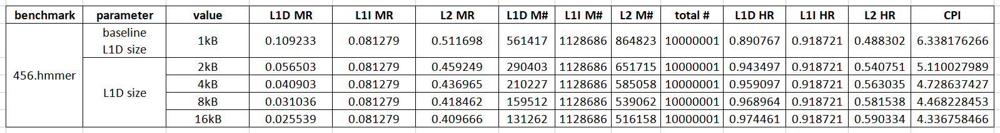 benchmark parameter value L1D MR L1I MR L2 MR L1D M# L1I M# L2 M# total # L1D HR L1I HR L2 HR CPI
456.hmmer
baseline
L1D size
1kB 0.109233 0.081279 0.511698 561417 1128686 864823 10000001 0.890767 0.918721 0.488302 6.338176266
L1D size
2kB 0.056503 0.081279 0.459249 290403 1128686 651715 10000001 0.943497 0.918721 0.540751 5.110027989
4kB 0.040903 0.081279 0.436965 210227 1128686 585058 10000001 0.959097 0.918721 0.563035 4.728637427
8kB 0.031036 0.081279 0.418462 159512 1128686 539062 10000001 0.968964 0.918721 0.581538 4.468228453
16kB 0.025539 0.081279 0.409666 131262 1128686 516158 10000001 0.974461 0.918721 0.590334 4.336758466